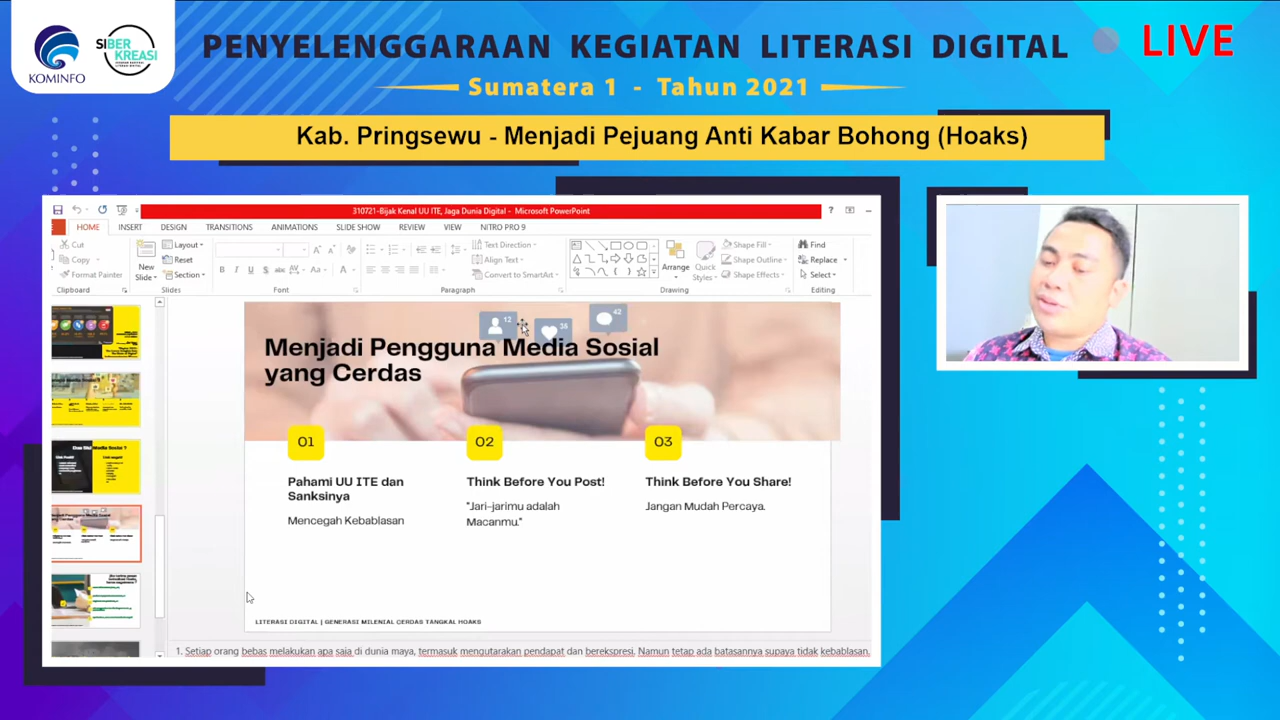 KOMINFO
SIBER
KREASI
PENYELENGGARAAN KEGIATAN LITERASI DIGITAL
LIVE
Sumatera 1 - Tahun 2021
Kab. Pringsewu - Menjadi Pejuang Anti Kabar Bohong (Hoaks)
310721-Bijak Kenal UU ITE, Jaga Dunia Digital - Microsoft PowerPoint
HOME INSERT DESIGN TRANSITIONS ANIMATIONS SLIDE SHOW REVIEW VIEW NITRO PRO 9
Cut
Copy
Format Painter
Clipboard
New
Slide
Layout
Reset
Section
Slides
Font
Text Direction
Align Text
Convert to SmartArt
Paragraph
Arrange
Quick
Styles
Shape Fill
Shape Outline
Shape Effects
Drawing
Find
Replace
Select
Editing
12
38
42
Menjadi Pengguna Media Sosial
yang Cerdas
01
Pahami UU ITE dan
Sanksinya
Mencegah Kebablasan
02
Think Before You Post!
"Jari-jarimu adalah
Macanmu."
03
Think Before You Share!
Jangan Mudah Percaya.
LITERASI DIGITAL | GENERASI MILENIAL CERDAS TANGKAL HOAKS
1. Setiap orang bebas melakukan apa saja di dunia maya, termasuk mengutarakan pendapat dan berekspresi. Namun tetap ada batasannya supaya tidak kebablasan.